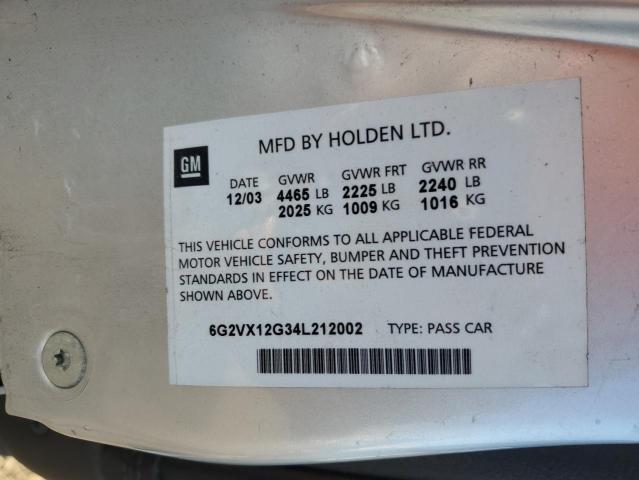 MFD BY HOLDEN LTD.
GM
DATE GVWR GVWR FRT GVWR RR
12/03 4465 LB 2225 LB 2240 LB
2025 KG 1009 KG 1016 KG
THIS VEHICLE CONFORMS TO ALL APPLICABLE FEDERAL
MOTOR VEHICLE SAFETY, BUMPER AND THEFT PREVENTION
STANDARDS IN EFFECT ON THE DATE OF MANUFACTURE
SHOWN ABOVE.
6G2VX12G34L212002 TYPE: PASS CAR